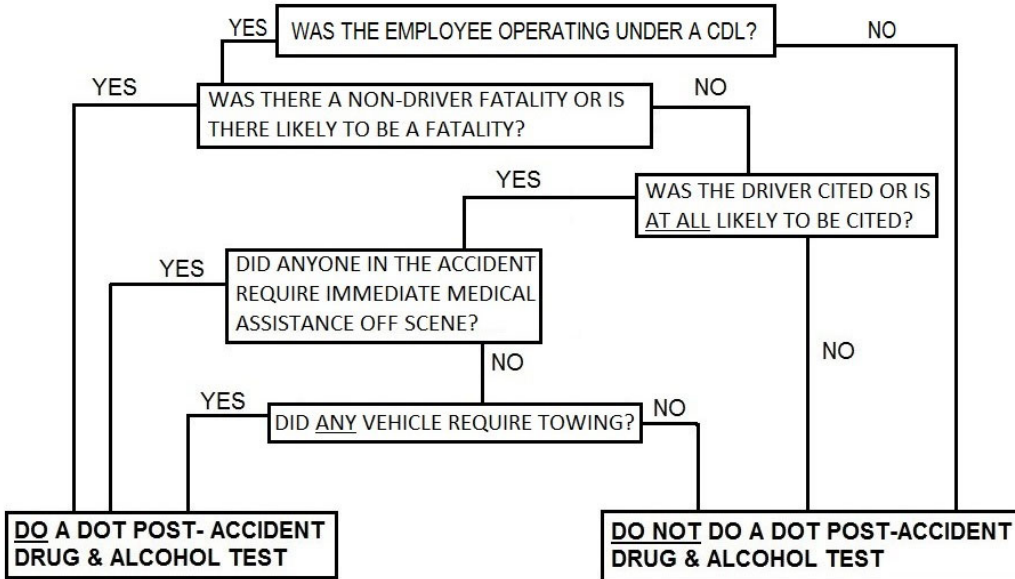 YES
WAS THE EMPLOYEE OPERATING UNDER A CDL?
NO
YES
WAS THERE A NON-DRIVER FATALITY OR IS
THERE LIKELY TO BE A FATALITY?
NO
YES
WAS THE DRIVER CITED OR IS
AT ALL LIKELY TO BE CITED?
YES
DID ANYONE IN THE ACCIDENT
REQUIRE IMMEDIATE MEDICAL
ASSISTANCE OFF SCENE?
NO
NO
YES
DID ANY VEHICLE REQUIRE TOWING?
NO
DO A DOT POST- ACCIDENT
DRUG & ALCOHOL TEST
DO NOT DO A DOT POST-ACCIDENT
DRUG & ALCOHOL TEST